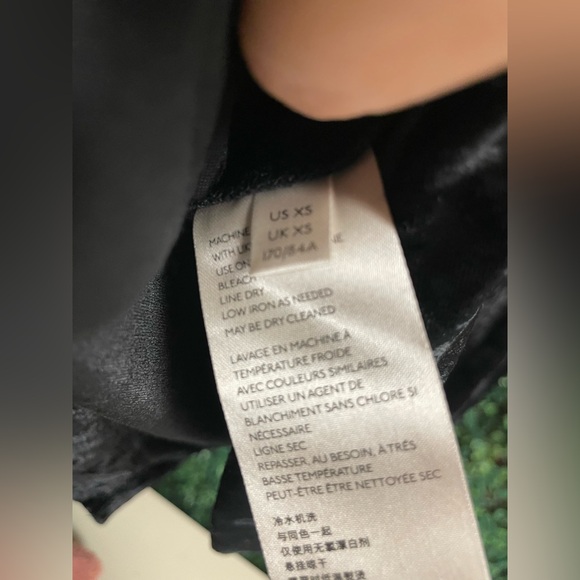 US XS
UK XS
170/84A
MACHINE
WITH LIK NE
USE ON
BLEACH
LINE DRY
LOW IRON AS NEEDED
MAY BE DRY CLEANED
LAVAGE EN MACHINE À
TEMPÉRATURE FROIDE
AVEC COULEURS SIMILAIRES
UTILISER UN AGENT DE
BLANCHIMENT SANS CHLORE SI
NÉCESSAIRE
LIGNE SEC
REPASSER, AU BESOIN, À TRÈS
BASSE TEMPÉRATURE
PEUT-ÊTRE ÊTRE NETTOYÉE SEC
冷水机洗
与同色一起
仅使用无氯漂白剂
悬挂晾干